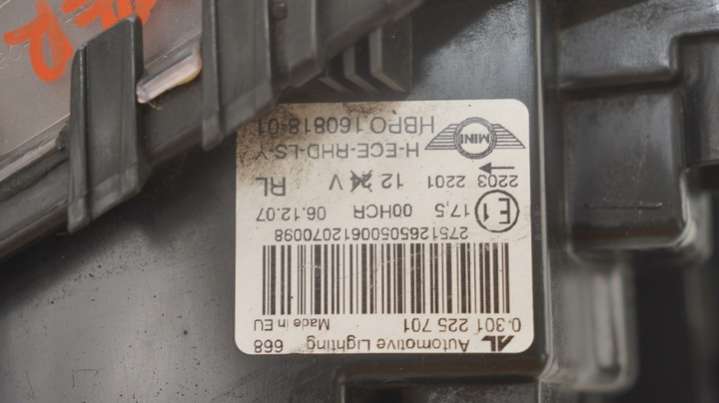 AL Automotive Lighting 668
0.301 225 701 Made in EU
27512650500612070098
E1 17,5 00HCR 06.12.07
2203 2201 12 24 V RL
MINI
H-ECE-RHD-LS-Y
HBPO 160818-01